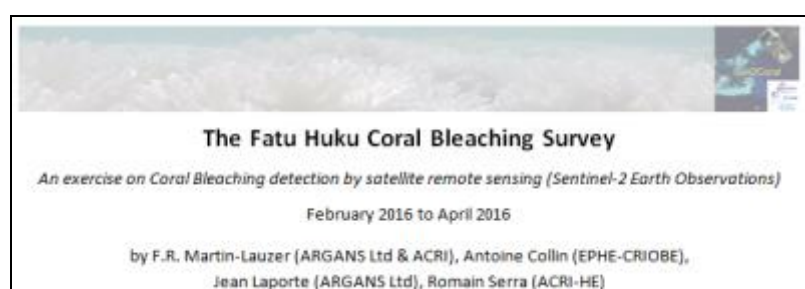 The Fatu Huku Coral Bleaching Survey
An exercise on Coral Bleaching detection by satellite remote sensing (Sentinel-2 Earth Observations)
February 2016 to April 2016
by F.R. Martin-Lauzer (ARGANS Ltd & ACRI), Antoine Collin (EPHE-CRIOBE),
Jean Laporte (ARGANS Ltd), Romain Serra (ACRI-HE)